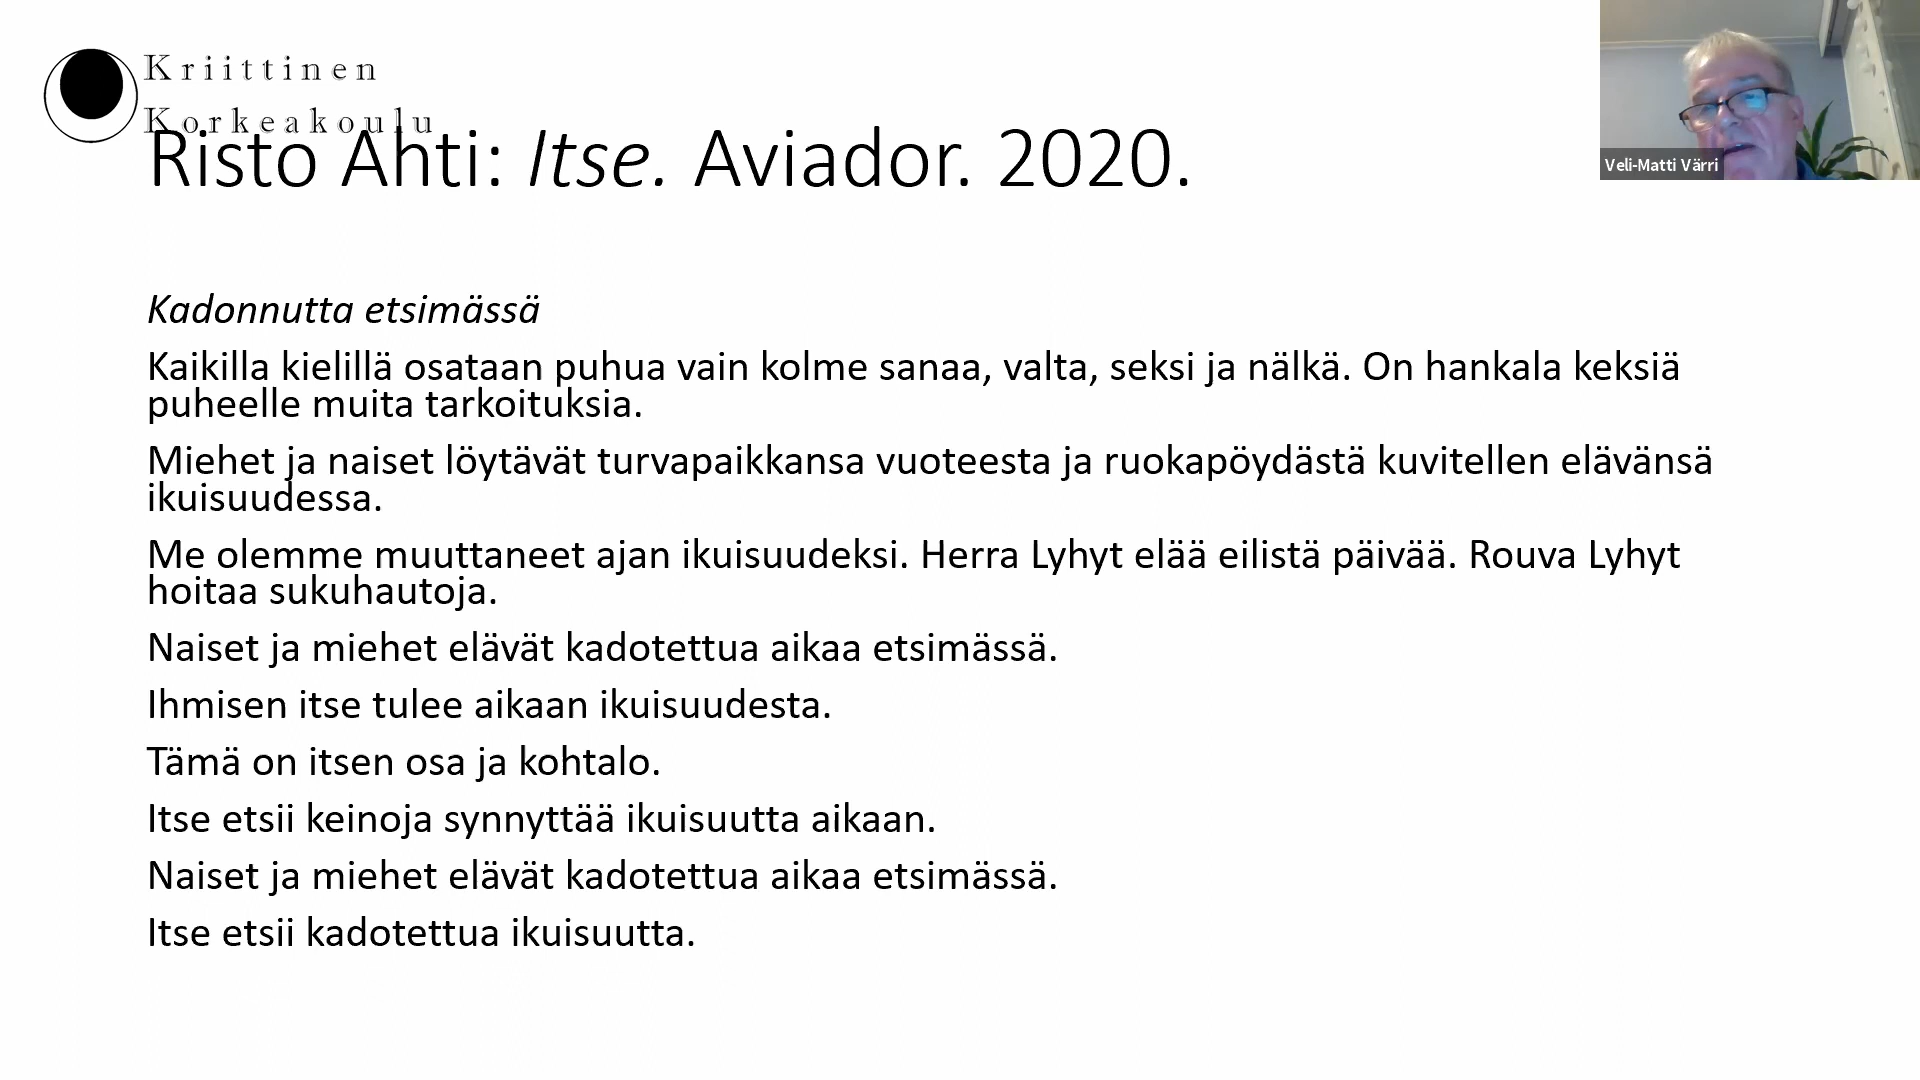 Kriittinen
Korkeakoulu
Risto Ahti: Itse. Aviador. 2020.
Veli-Matti Värri
Kadonnutta etsimässä
Kaikilla kielillä osataan puhua vain kolme sanaa, valta, seksi ja nälkä. On hankala keksiä
puheelle muita tarkoituksia.
Miehet ja naiset löytävät turvapaikkansa vuoteesta ja ruokapöydästä kuvitellen elävänsä
ikuisuudessa.
Me olemme muuttaneet ajan ikuisuudeksi. Herra Lyhyt elää eilistä päivää. Rouva Lyhyt
hoitaa sukuhautoja.
Naiset ja miehet elävät kadotettua aikaa etsimässä.
Ihmisen itse tulee aikaan ikuisuudesta.
Tämä on itsen osa ja kohtalo.
Itse etsii keinoja synnyttää ikuisuutta aikaan.
Naiset ja miehet elävät kadotettua aikaa etsimässä.
Itse etsii kadotettua ikuisuutta.